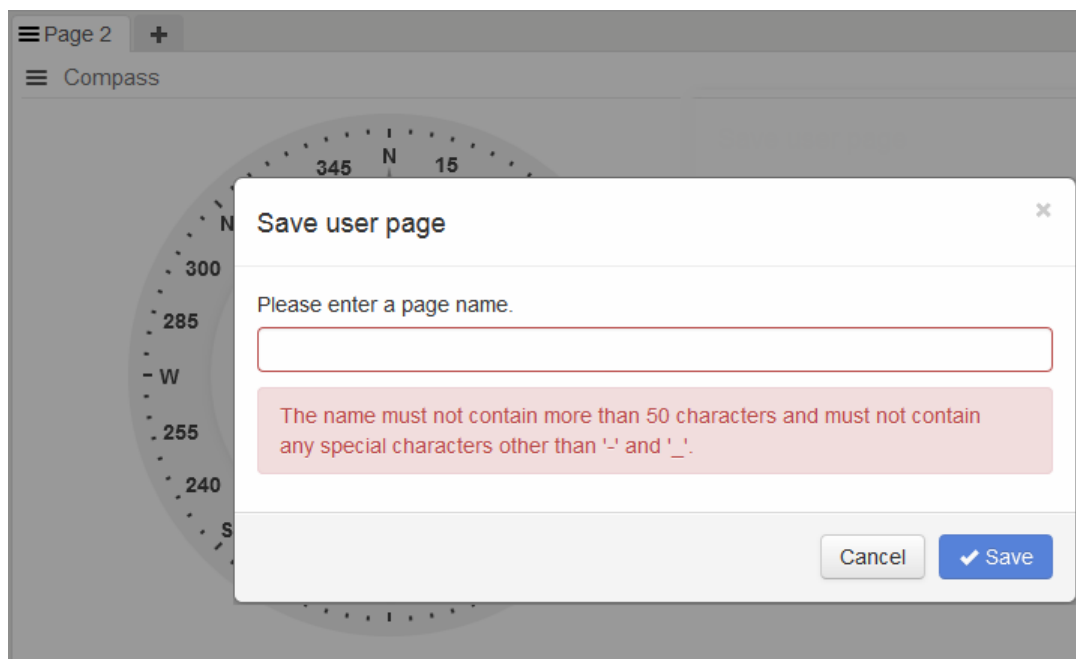 Page 2 +
Compass
345 N 15
N
300
285
W
255
240
S
Save user page
×
Please enter a page name.
The name must not contain more than 50 characters and must not contain
any special characters other than '-' and '_'.
Cancel
Save